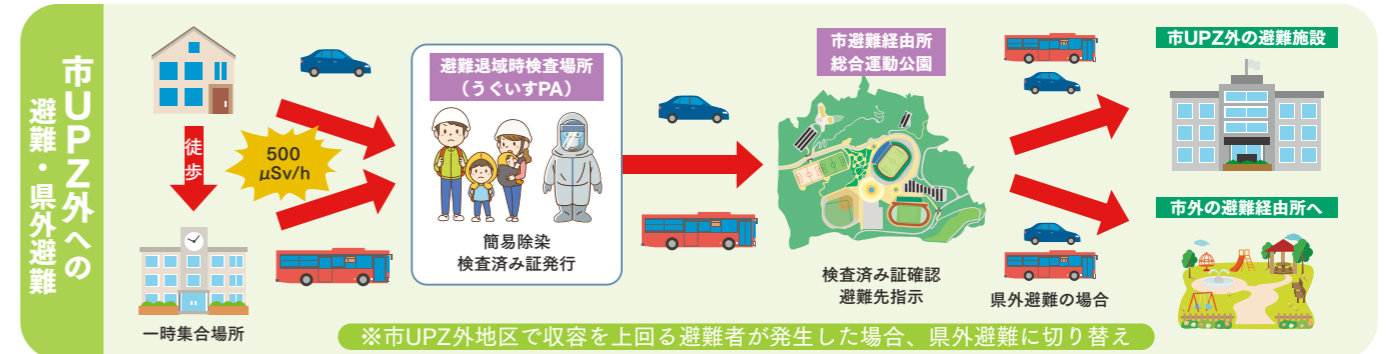 市UPZ外への
避難・県外避難
徒歩
一時集合場所
500
μSv/h
避難退域時検査場所
(うぐいすPA)
簡易除染
検査済み証発行
市避難経由所
総合運動公園
検査済み証確認
避難先指示
市UPZ外の避難施設
市外の避難経由所へ
県外避難の場合
※市UPZ外地区で収容を上回る避難者が発生した場合、県外避難に切り替え